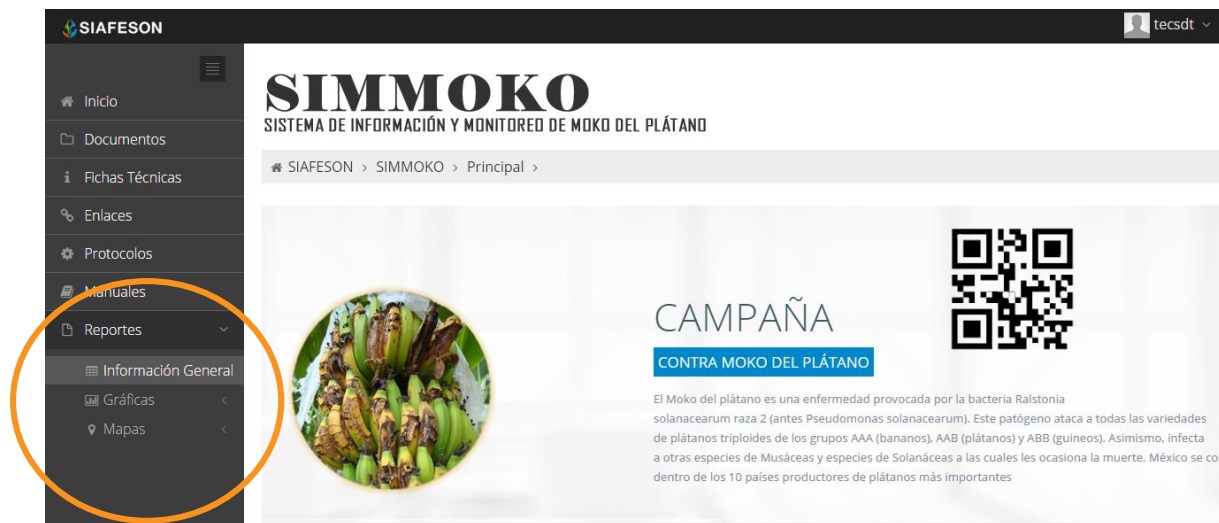 SIAFESON
tecsdt
Inicio
Documentos
Fichas Técnicas
Enlaces
Protocolos
Manuales
Reportes
Información General
Gráficas
Mapas
SIMMOKO
SISTEMA DE INFORMACIÓN Y MONITOREO DE MOKO DEL PLÁTANO
SIAFESON > SIMMOKO > Principal >
CAMPAÑA
CONTRA MOKO DEL PLÁTANO
El Moko del plátano es una enfermedad provocada por la bacteria Ralstonia
solanacearum raza 2 (antes Pseudomonas solanacearum). Este patógeno ataca a todas las variedades
de plátanos triploides de los grupos AAA (bananos), AAB (plátanos) y ABB (guineos). Asimismo, infecta
a otras especies de Musáceas y especies de Solanáceas a las cuales les ocasiona la muerte. México se co
dentro de los 10 países productores de plátanos más importantes